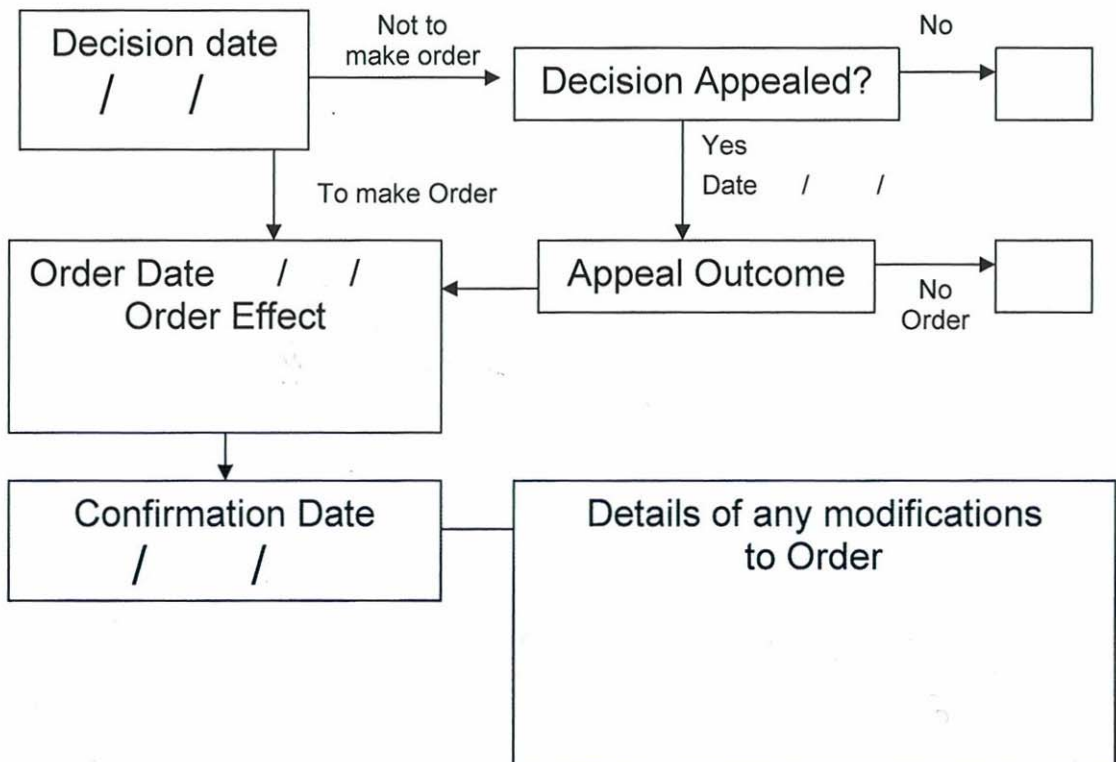 Decision date
/ /
Not to
make order
Decision Appealed?
No
To make Order
Yes
Date / /
Order Date / /
Order Effect
Appeal Outcome
No
Order
Confirmation Date
/ /
Details of any modifications
to Order